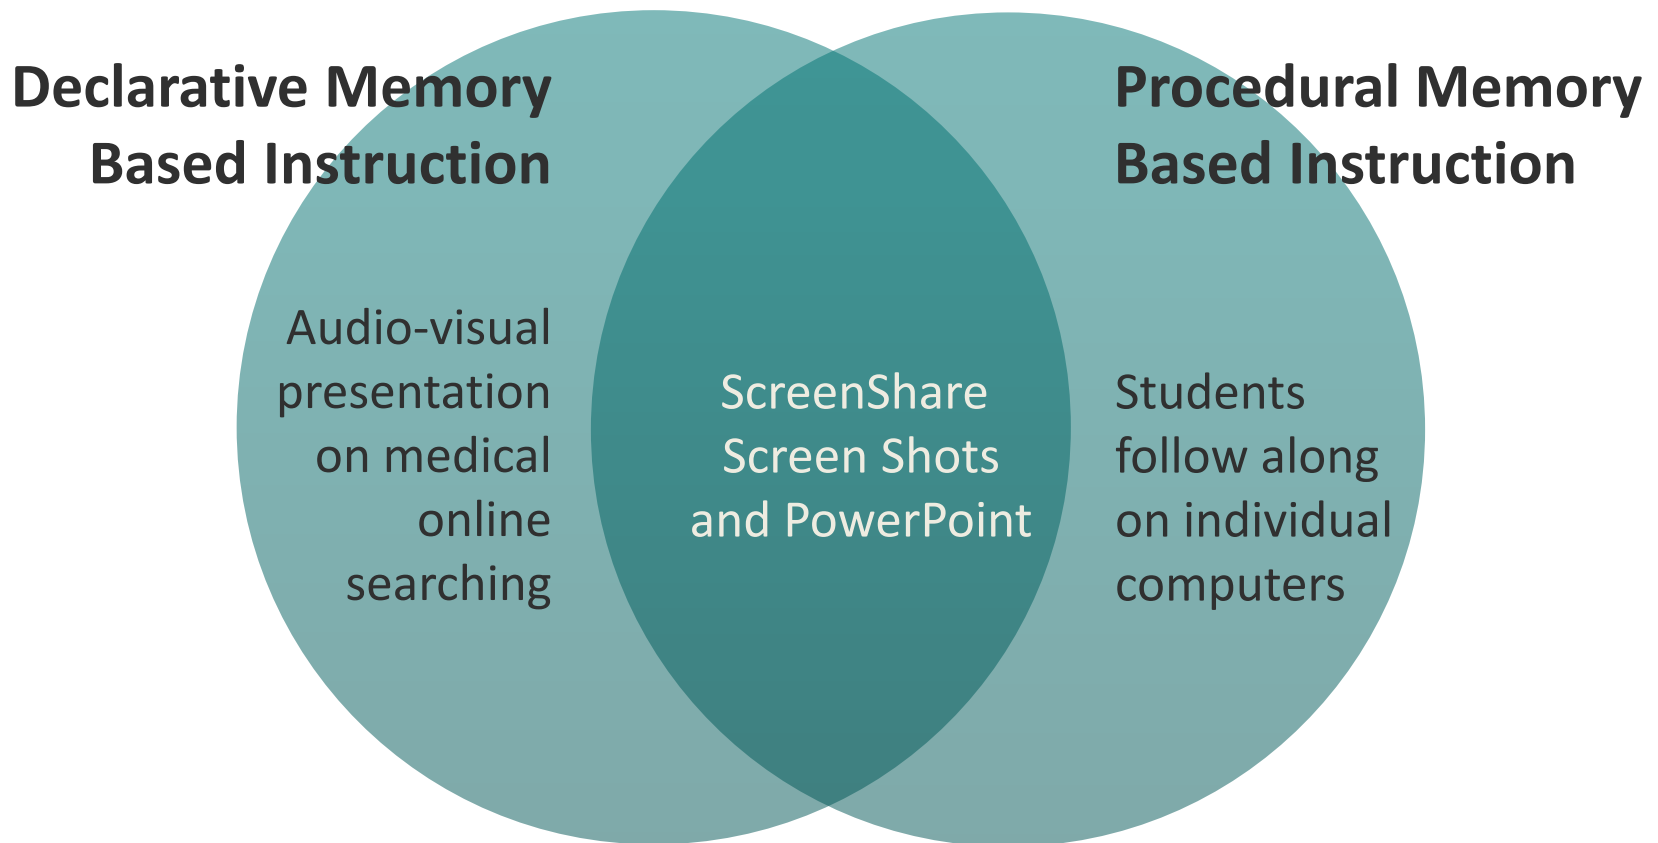 Declarative Memory
Based Instruction
Audio-visual
presentation
on medical
online
searching
ScreenShare
Screen Shots
and PowerPoint
Procedural Memory
Based Instruction
Students
follow along
on individual
computers